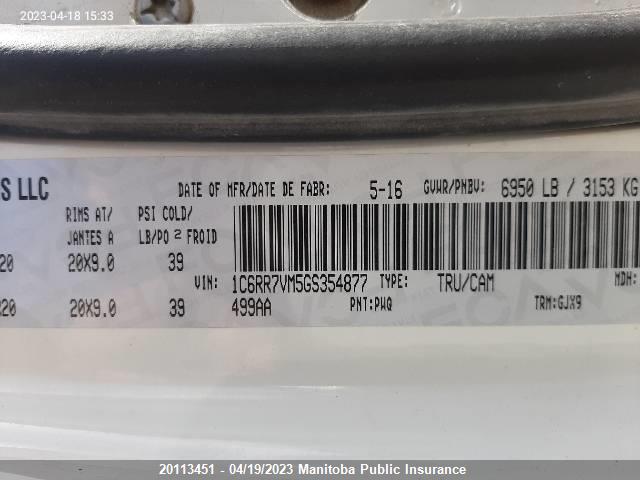 2023-04-18 15:33
S LLC
DATE OF MFR/DATE DE FABR: 5-16 GVWR/PNBV: 6950 LB / 3153 KG
RIMS AT/ PSI COLD/
JANTES A LB/PO 2 FROID
20 20X9.0 39
VIN: 1C6RR7VM5GS354877 TYPE: TRU/CAM MDH:
20 20X9.0 39 499AA PNT:PWQ TRM:GJX9
20113451 - 04/19/2023 Manitoba Public Insurance